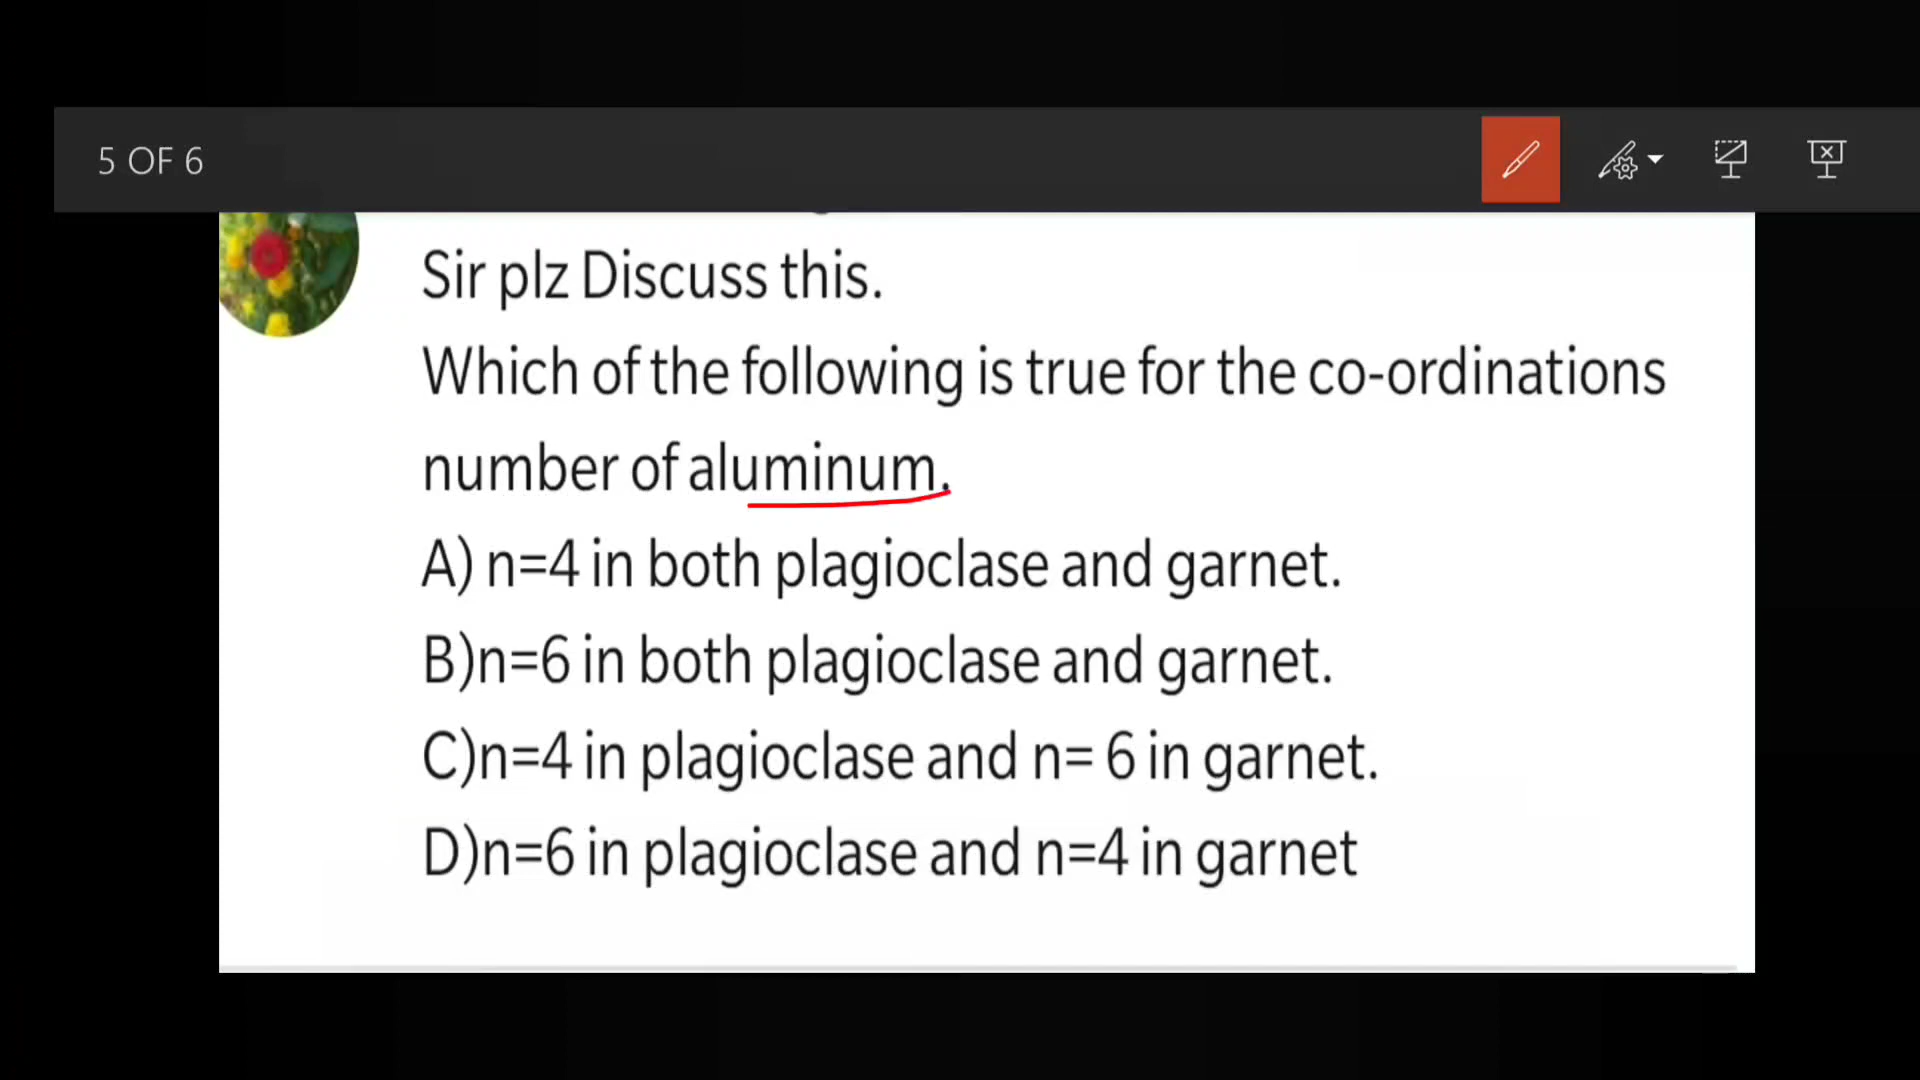 5 OF 6
Sir plz Discuss this.
Which of the following is true for the co-ordinations
number of aluminum.
A) n=4 in both plagioclase and garnet.
B)n=6 in both plagioclase and garnet.
C)n=4 in plagioclase and n= 6 in garnet.
D)n=6 in plagioclase and n=4 in garnet